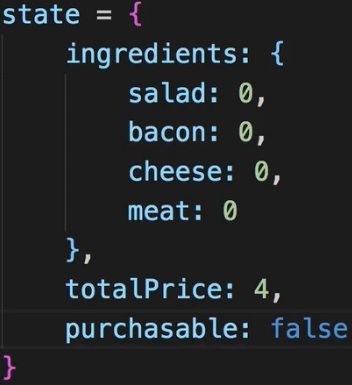 state = {
    ingredients: {
        salad: 0,
        bacon: 0,
        cheese: 0,
        meat: 0
    },
    totalPrice: 4,
    purchasable: false
}